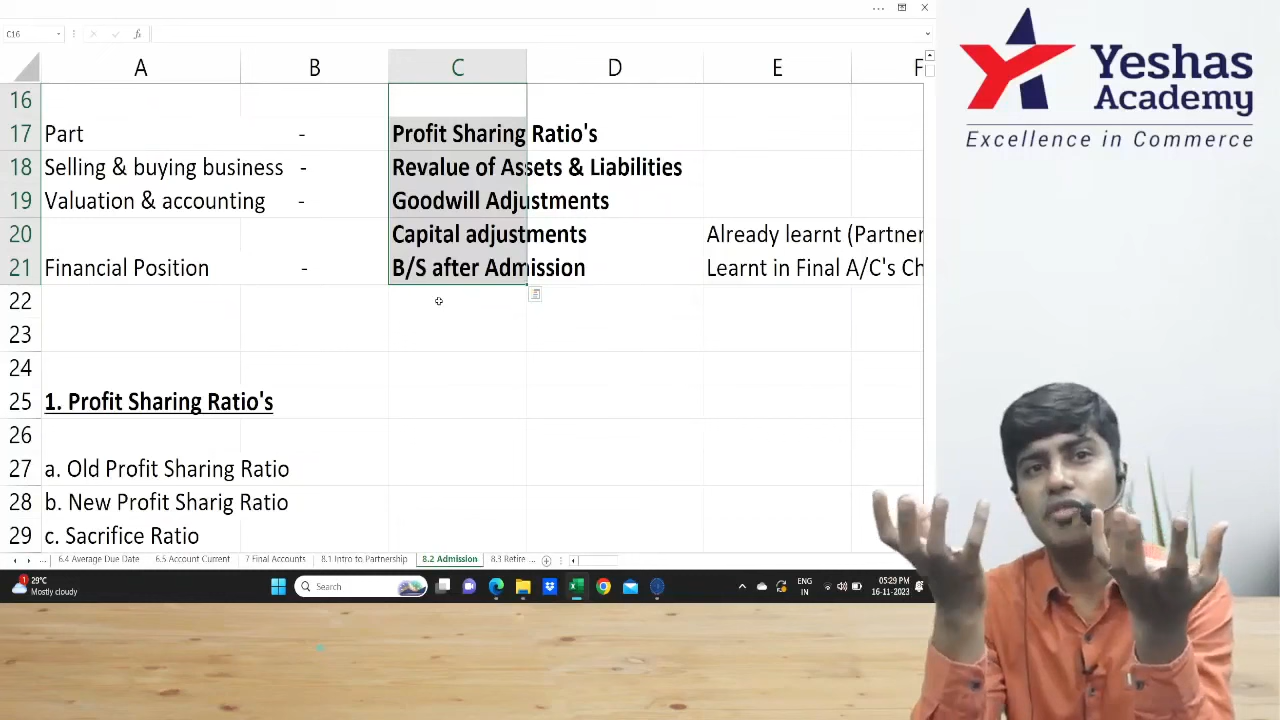 C16
fx
A B C D E F
16
17 Part - Profit Sharing Ratio's
18 Selling & buying business - Revalue of Assets & Liabilities
19 Valuation & accounting - Goodwill Adjustments
20 Capital adjustments Already learnt (Partner
21 Financial Position - B/S after Admission Learnt in Final A/C's Ch
22
23
24
25 1. Profit Sharing Ratio's
26
27 a. Old Profit Sharing Ratio
28 b. New Profit Sharig Ratio
29 c. Sacrifice Ratio
... 6.4 Average Due Date 6.5 Account Current 7 Final Accounts 8.1 Intro to Partnership 8.2 Admission 8.3 Retire ...
1 29°C
Mostly cloudy
Search
ENG
IN
05:29 PM
16-11-2023
Yeshas
Academy
Excellence in Commerce